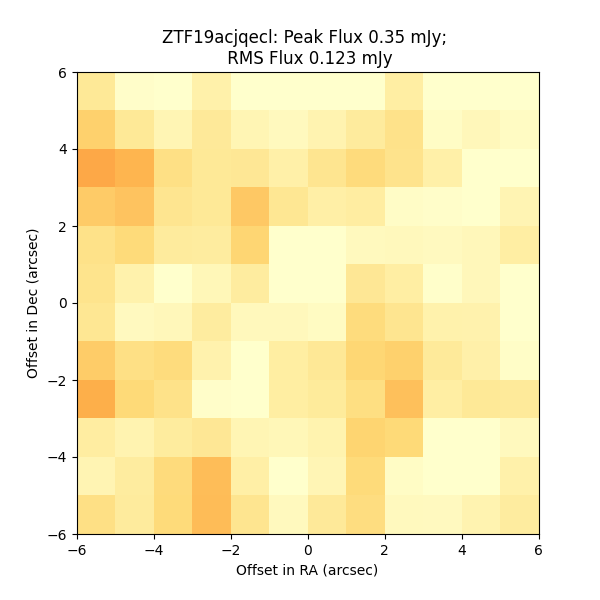 ZTF19acjqecl: Peak Flux 0.35 mJy;
RMS Flux 0.123 mJy
6
4
2
0
−2
−4
−6
Offset in Dec (arcsec)
−6 −4 −2 0 2 4 6
Offset in RA (arcsec)